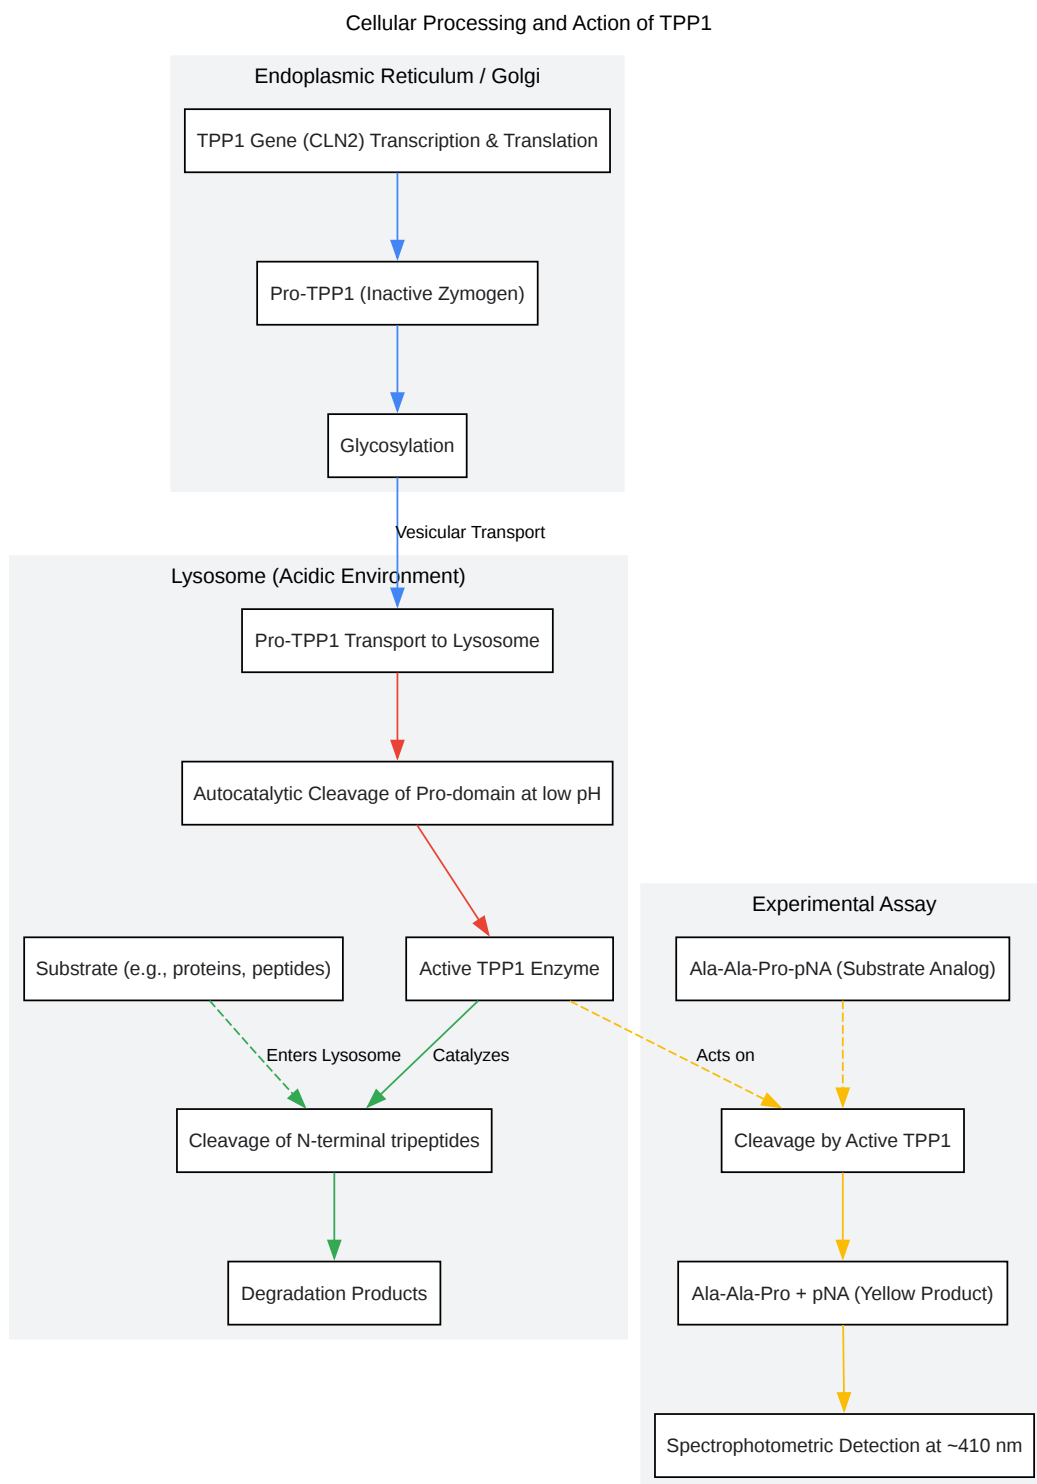 Cellular Processing and Action of TPP1
Endoplasmic Reticulum / Golgi
TPP1 Gene (CLN2) Transcription & Translation
Pro-TPP1 (Inactive Zymogen)
Glycosylation
Vesicular Transport
Lysosome (Acidic Environment)
Pro-TPP1 Transport to Lysosome
Autocatalytic Cleavage of Pro-domain at low pH
Substrate (e.g., proteins, peptides)
Active TPP1 Enzyme
Enters Lysosome
Catalyzes
Cleavage of N-terminal tripeptides
Degradation Products
Experimental Assay
Ala-Ala-Pro-pNA (Substrate Analog)
Acts on
Cleavage by Active TPP1
Ala-Ala-Pro + pNA (Yellow Product)
Spectrophotometric Detection at ~410 nm